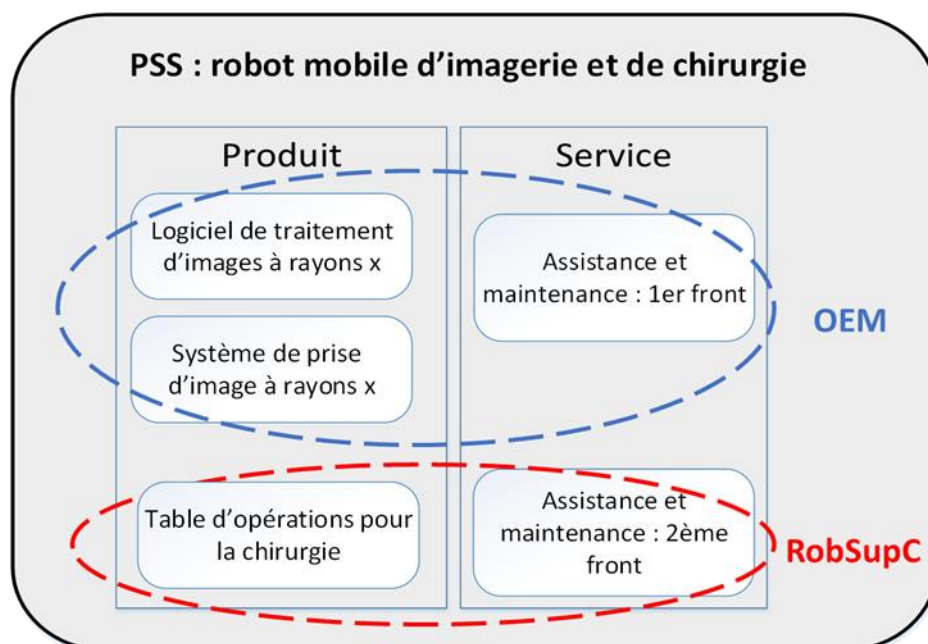 PSS : robot mobile d’imagerie et de chirurgie
Produit
Logiciel de traitement
d’images à rayons x
Système de prise
d’image à rayons x
Table d’opérations pour
la chirurgie
Service
Assistance et
maintenance : 1er front
Assistance et
maintenance : 2ème
front
OEM
RobSupC